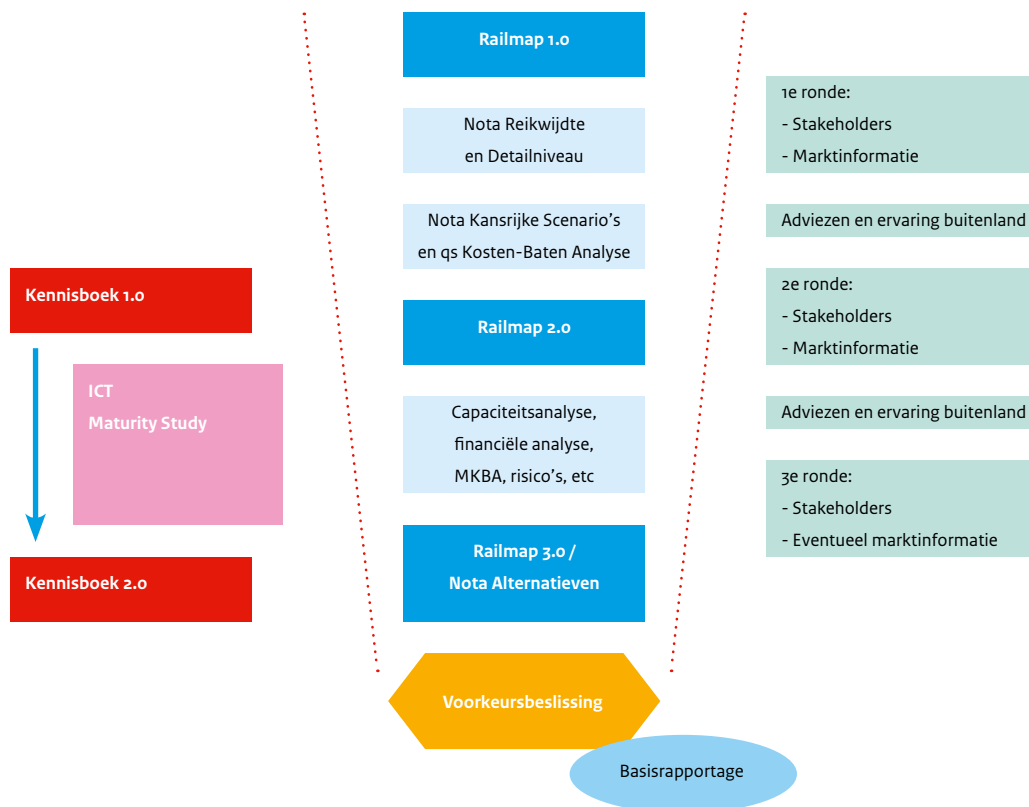 Kennisboek 1.0
ICT
Maturity Study
Kennisboek 2.0
Railmap 1.0
Nota Reikwijdte
en Detailniveau
Nota Kansrijke Scenario's
en qs Kosten-Baten Analyse
Railmap 2.0
Capaciteitsanalyse,
financiële analyse,
MKBA, risico's, etc
Railmap 3.0 /
Nota Alternatieven
Voorkeursbeslissing
Basisrapportage
1e ronde:
- Stakeholders
- Marktinformatie
Adviezen en ervaring buitenland
2e ronde:
- Stakeholders
- Marktinformatie
Adviezen en ervaring buitenland
3e ronde:
- Stakeholders
- Eventueel marktinformatie